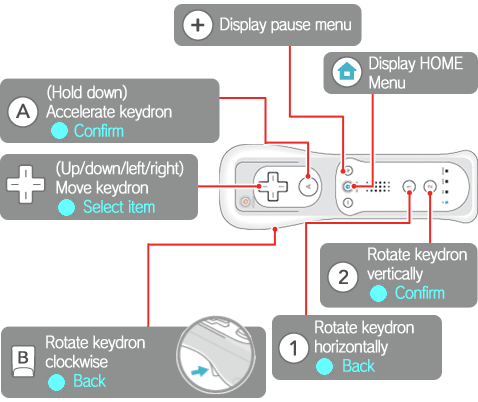 + Display pause menu
Display HOME
Menu
A
(Hold down)
Accelerate keydron
Confirm
(Up/down/left/right)
Move keydron
Select item
2
Rotate keydron
vertically
Confirm
B
Rotate keydron
clockwise
Back
1
Rotate keydron
horizontally
Back